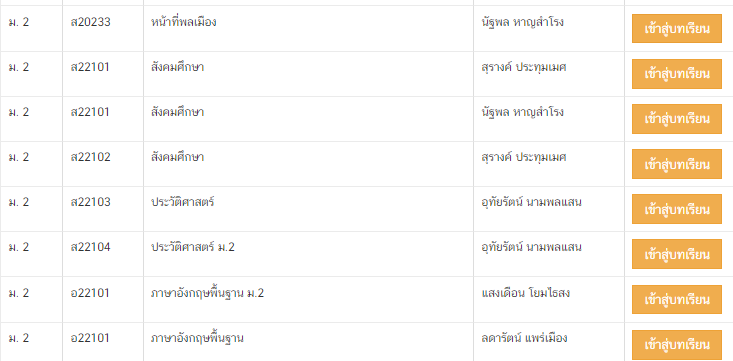 ม. 2 ส20233 หน้าที่พลเมือง นัฐพล หาญสำโรง เข้าสู่บทเรียน
ม. 2 ส22101 สังคมศึกษา สุรางค์ ประทุมเมศ เข้าสู่บทเรียน
ม. 2 ส22101 สังคมศึกษา นัฐพล หาญสำโรง เข้าสู่บทเรียน
ม. 2 ส22102 สังคมศึกษา สุรางค์ ประทุมเมศ เข้าสู่บทเรียน
ม. 2 ส22103 ประวัติศาสตร์ อุทัยรัตน์ นามพลแสน เข้าสู่บทเรียน
ม. 2 ส22104 ประวัติศาสตร์ ม.2 อุทัยรัตน์ นามพลแสน เข้าสู่บทเรียน
ม. 2 อ22101 ภาษาอังกฤษพื้นฐาน ม.2 แสงเดือน โยมไธสง เข้าสู่บทเรียน
ม. 2 อ22101 ภาษาอังกฤษพื้นฐาน ลดารัตน์ แพร่เมือง เข้าสู่บทเรียน